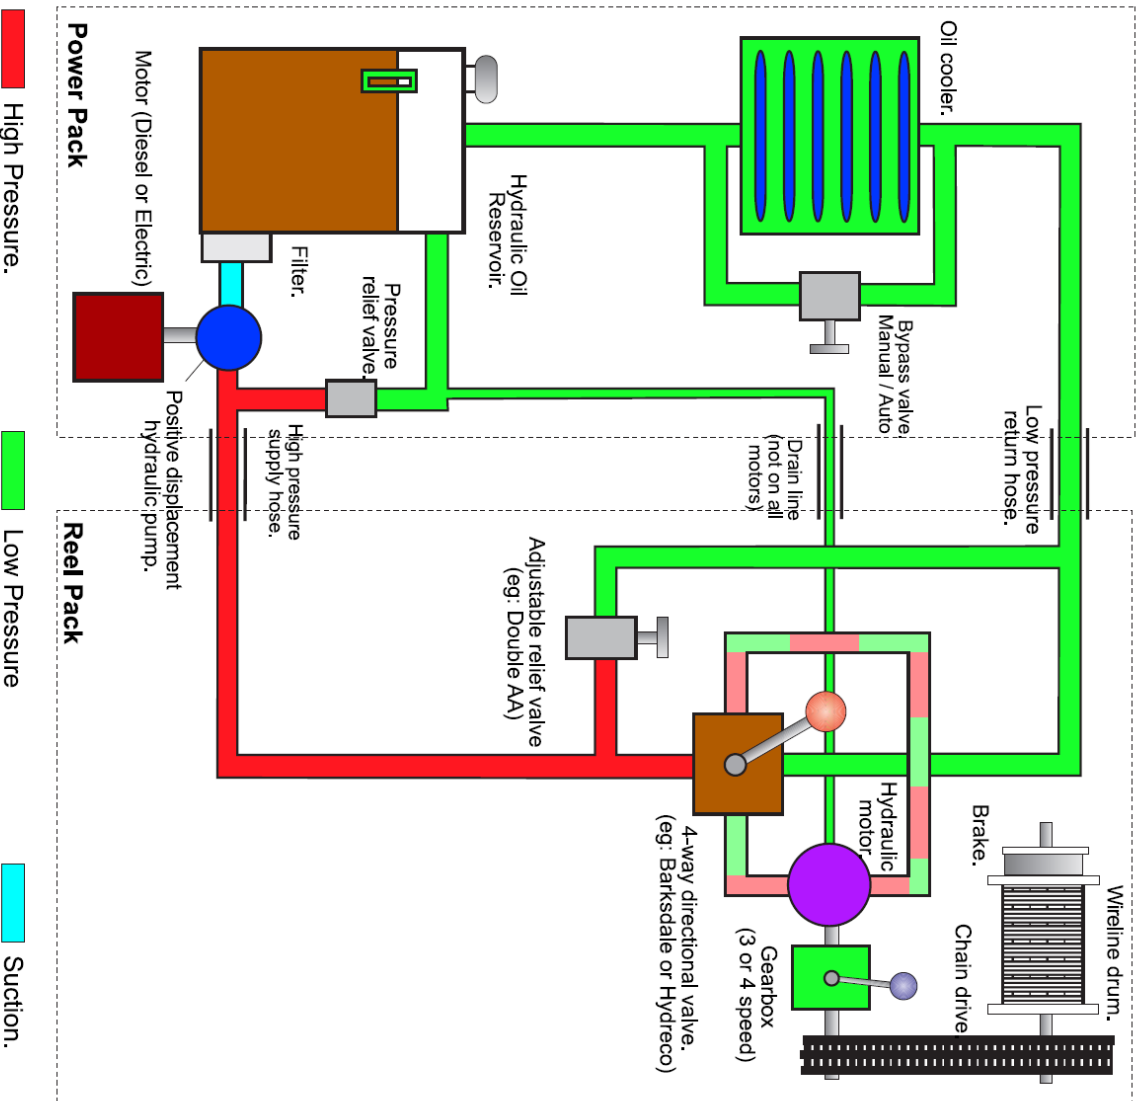 Power Pack
Motor (Diesel or Electric)
Filter.
Hydraulic Oil
Reservoir.
Oil cooler.
Pressure
relief valve.
Bypass valve.
Manual / Auto
Positive displacement
hydraulic pump.
High pressure
supply hose.
Drain line
(not on all
motors)
Low pressure
return hose.
Reel Pack
Adjustable relief valve
(eg: Double AA)
4-way directional valve.
(eg: Barksdale or Hydreco)
Hydraulic
motor.
Gearbox
(3 or 4 speed)
Brake.
Chain drive.
Wireline drum.
High Pressure.
Low Pressure
Suction.